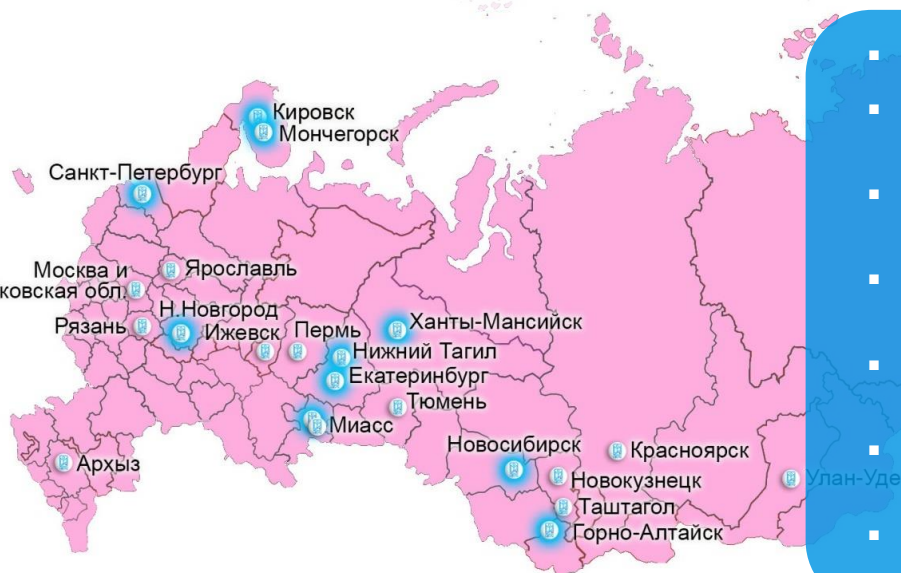 Кировск
Мончегорск
Санкт-Петербург
Ярославль
Москва и
ковская обл.
Н.Новгород
Рязань
Ижевск
Пермь
Ханты-Мансийск
Нижний Тагил
Екатеринбург
Тюмень
Миасс
Новосибирск
Красноярск
Архыз
Новокузнецк
Улан-Уде
Таштагол
Горно-Алтайск